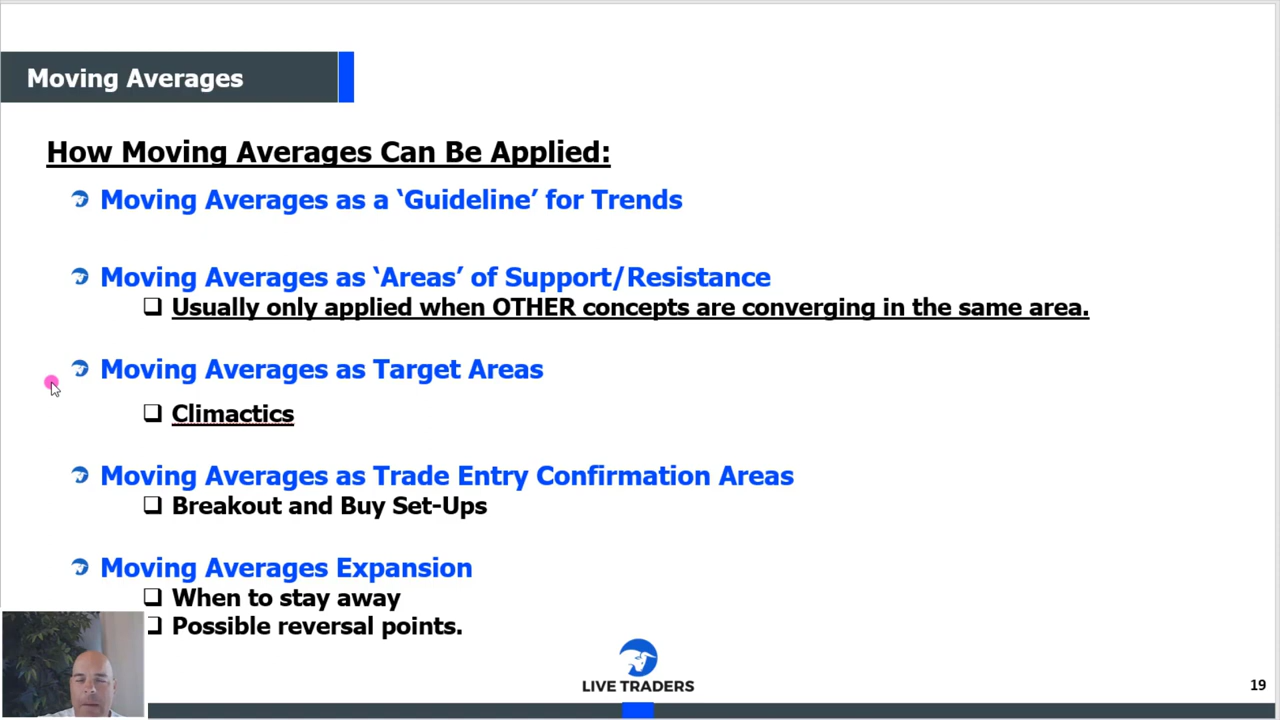 Moving Averages
How Moving Averages Can Be Applied:
Moving Averages as a ‘Guideline’ for Trends
Moving Averages as ‘Areas’ of Support/Resistance
Usually only applied when OTHER concepts are converging in the same area.
Moving Averages as Target Areas
Climactics
Moving Averages as Trade Entry Confirmation Areas
Breakout and Buy Set-Ups
Moving Averages Expansion
When to stay away
Possible reversal points.
LIVE TRADERS
19